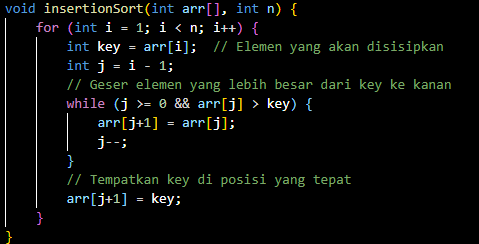 void insertionSort(int arr[], int n) {
    for (int i = 1; i < n; i++) {
        int key = arr[i];  // Elemen yang akan disisipkan
        int j = i - 1;
        // Geser elemen yang lebih besar dari key ke kanan
        while (j >= 0 && arr[j] > key) {
            arr[j+1] = arr[j];
            j--;
        }
        // Tempatkan key di posisi yang tepat
        arr[j+1] = key;
    }
}